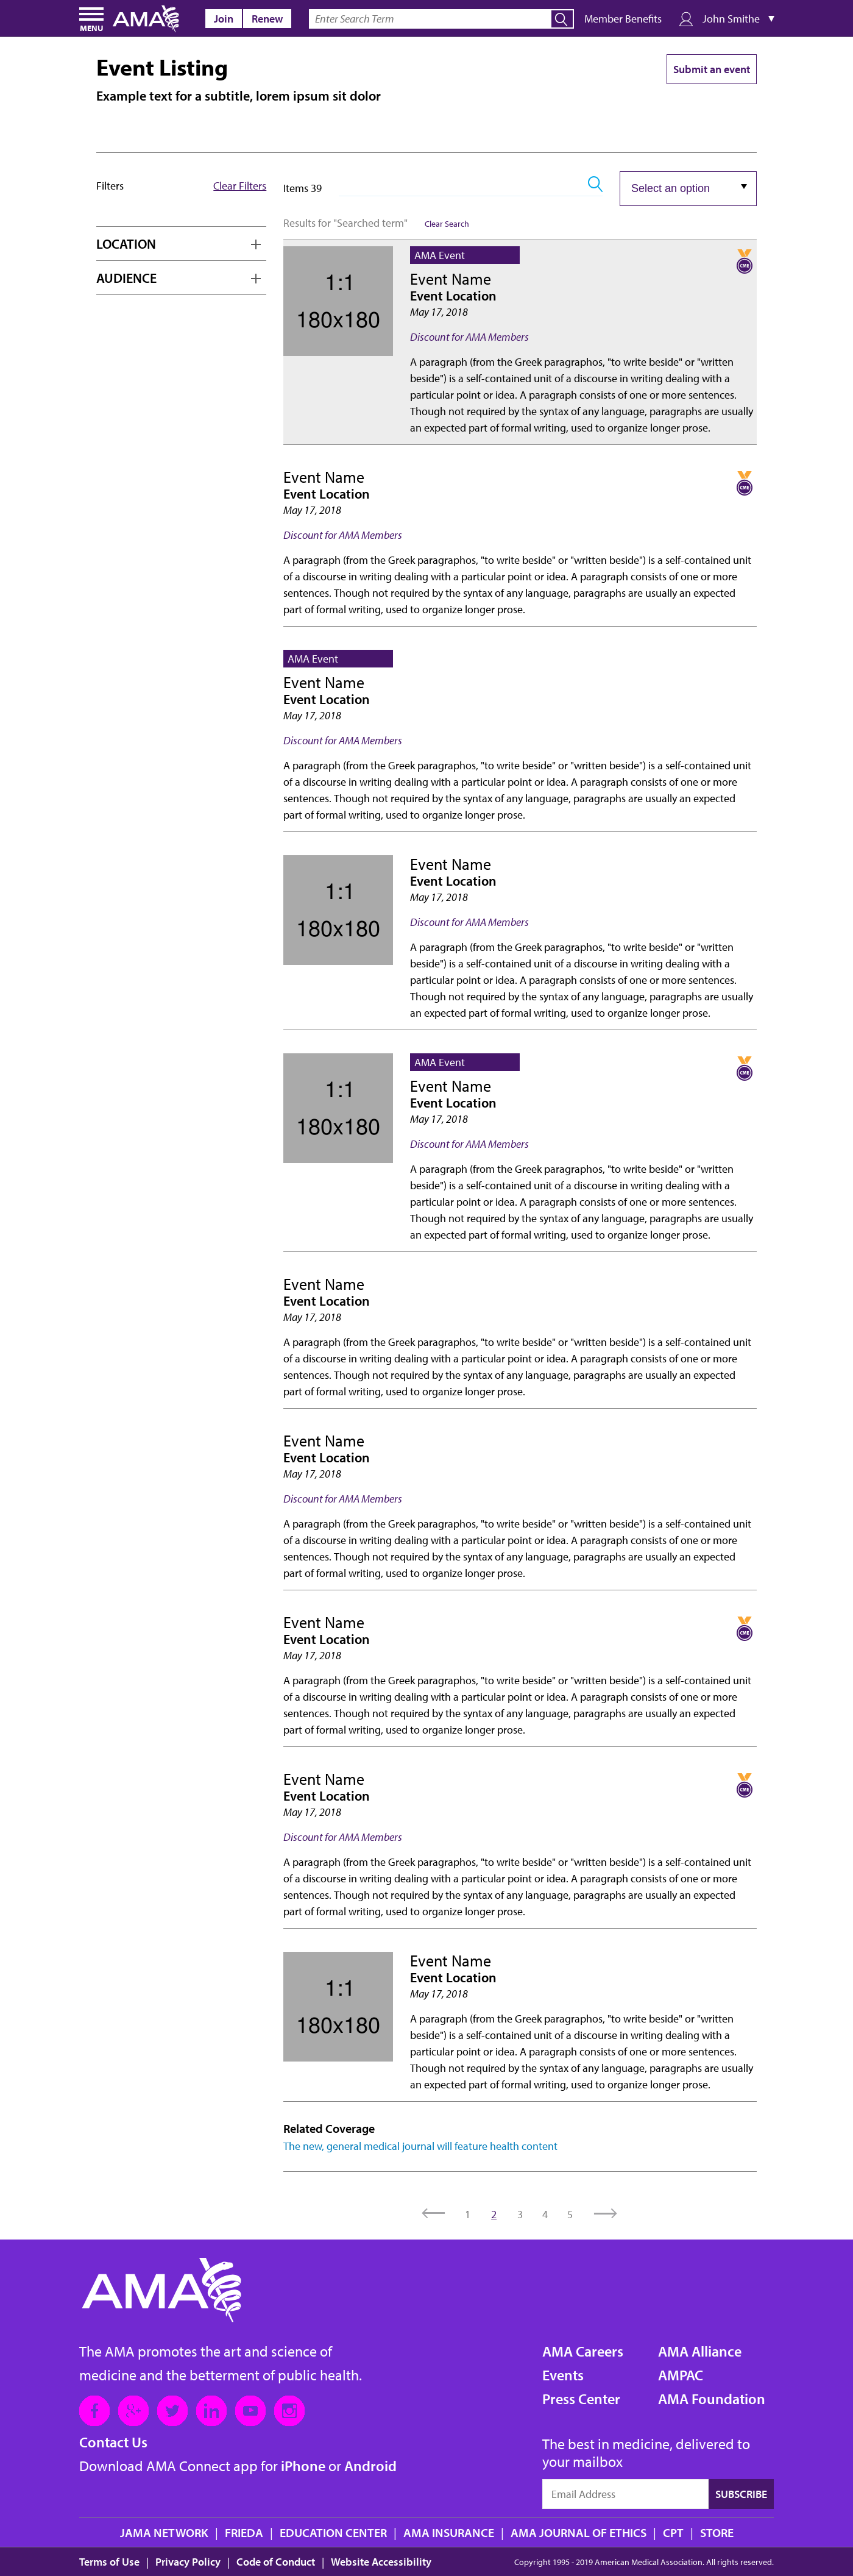 MENU
AMA
Join
Renew
Enter Search Term
Member Benefits
John Smithe
Event Listing
Submit an event
Example text for a subtitle, lorem ipsum sit dolor
Filters
Clear Filters
LOCATION
AUDIENCE
Items 39
Select an option
Results for "Searched term"
Clear Search
1:1
180x180
AMA Event
CME
Event Name
Event Location
May 17, 2018
Discount for AMA Members
A paragraph (from the Greek paragraphos, "to write beside" or "written
beside") is a self-contained unit of a discourse in writing dealing with a
particular point or idea. A paragraph consists of one or more sentences.
Though not required by the syntax of any language, paragraphs are usually
an expected part of formal writing, used to organize longer prose.
Event Name
CME
Event Location
May 17, 2018
Discount for AMA Members
A paragraph (from the Greek paragraphos, "to write beside" or "written beside") is a self-contained unit
of a discourse in writing dealing with a particular point or idea. A paragraph consists of one or more
sentences. Though not required by the syntax of any language, paragraphs are usually an expected
part of formal writing, used to organize longer prose.
AMA Event
Event Name
Event Location
May 17, 2018
Discount for AMA Members
A paragraph (from the Greek paragraphos, "to write beside" or "written beside") is a self-contained unit
of a discourse in writing dealing with a particular point or idea. A paragraph consists of one or more
sentences. Though not required by the syntax of any language, paragraphs are usually an expected
part of formal writing, used to organize longer prose.
1:1
180x180
Event Name
Event Location
May 17, 2018
Discount for AMA Members
A paragraph (from the Greek paragraphos, "to write beside" or "written
beside") is a self-contained unit of a discourse in writing dealing with a
particular point or idea. A paragraph consists of one or more sentences.
Though not required by the syntax of any language, paragraphs are usually
an expected part of formal writing, used to organize longer prose.
1:1
180x180
AMA Event
CME
Event Name
Event Location
May 17, 2018
Discount for AMA Members
A paragraph (from the Greek paragraphos, "to write beside" or "written
beside") is a self-contained unit of a discourse in writing dealing with a
particular point or idea. A paragraph consists of one or more sentences.
Though not required by the syntax of any language, paragraphs are usually
an expected part of formal writing, used to organize longer prose.
Event Name
Event Location
May 17, 2018
A paragraph (from the Greek paragraphos, "to write beside" or "written beside") is a self-contained unit
of a discourse in writing dealing with a particular point or idea. A paragraph consists of one or more
sentences. Though not required by the syntax of any language, paragraphs are usually an expected
part of formal writing, used to organize longer prose.
Event Name
Event Location
May 17, 2018
Discount for AMA Members
A paragraph (from the Greek paragraphos, "to write beside" or "written beside") is a self-contained unit
of a discourse in writing dealing with a particular point or idea. A paragraph consists of one or more
sentences. Though not required by the syntax of any language, paragraphs are usually an expected
part of formal writing, used to organize longer prose.
Event Name
CME
Event Location
May 17, 2018
A paragraph (from the Greek paragraphos, "to write beside" or "written beside") is a self-contained unit
of a discourse in writing dealing with a particular point or idea. A paragraph consists of one or more
sentences. Though not required by the syntax of any language, paragraphs are usually an expected
part of formal writing, used to organize longer prose.
Event Name
CME
Event Location
May 17, 2018
Discount for AMA Members
A paragraph (from the Greek paragraphos, "to write beside" or "written beside") is a self-contained unit
of a discourse in writing dealing with a particular point or idea. A paragraph consists of one or more
sentences. Though not required by the syntax of any language, paragraphs are usually an expected
part of formal writing, used to organize longer prose.
1:1
180x180
Event Name
Event Location
May 17, 2018
A paragraph (from the Greek paragraphos, "to write beside" or "written
beside") is a self-contained unit of a discourse in writing dealing with a
particular point or idea. A paragraph consists of one or more sentences.
Though not required by the syntax of any language, paragraphs are usually
an expected part of formal writing, used to organize longer prose.
Related Coverage
The new, general medical journal will feature health content
1 2 3 4 5
AMA
The AMA promotes the art and science of
medicine and the betterment of public health.
Contact Us
Download AMA Connect app for iPhone or Android
AMA Careers
Events
Press Center
AMA Alliance
AMPAC
AMA Foundation
The best in medicine, delivered to
your mailbox
Email Address
SUBSCRIBE
JAMA NETWORK | FRIEDA | EDUCATION CENTER | AMA INSURANCE | AMA JOURNAL OF ETHICS | CPT | STORE
Terms of Use | Privacy Policy | Code of Conduct | Website Accessibility
Copyright 1995 - 2019 American Medical Association. All rights reserved.